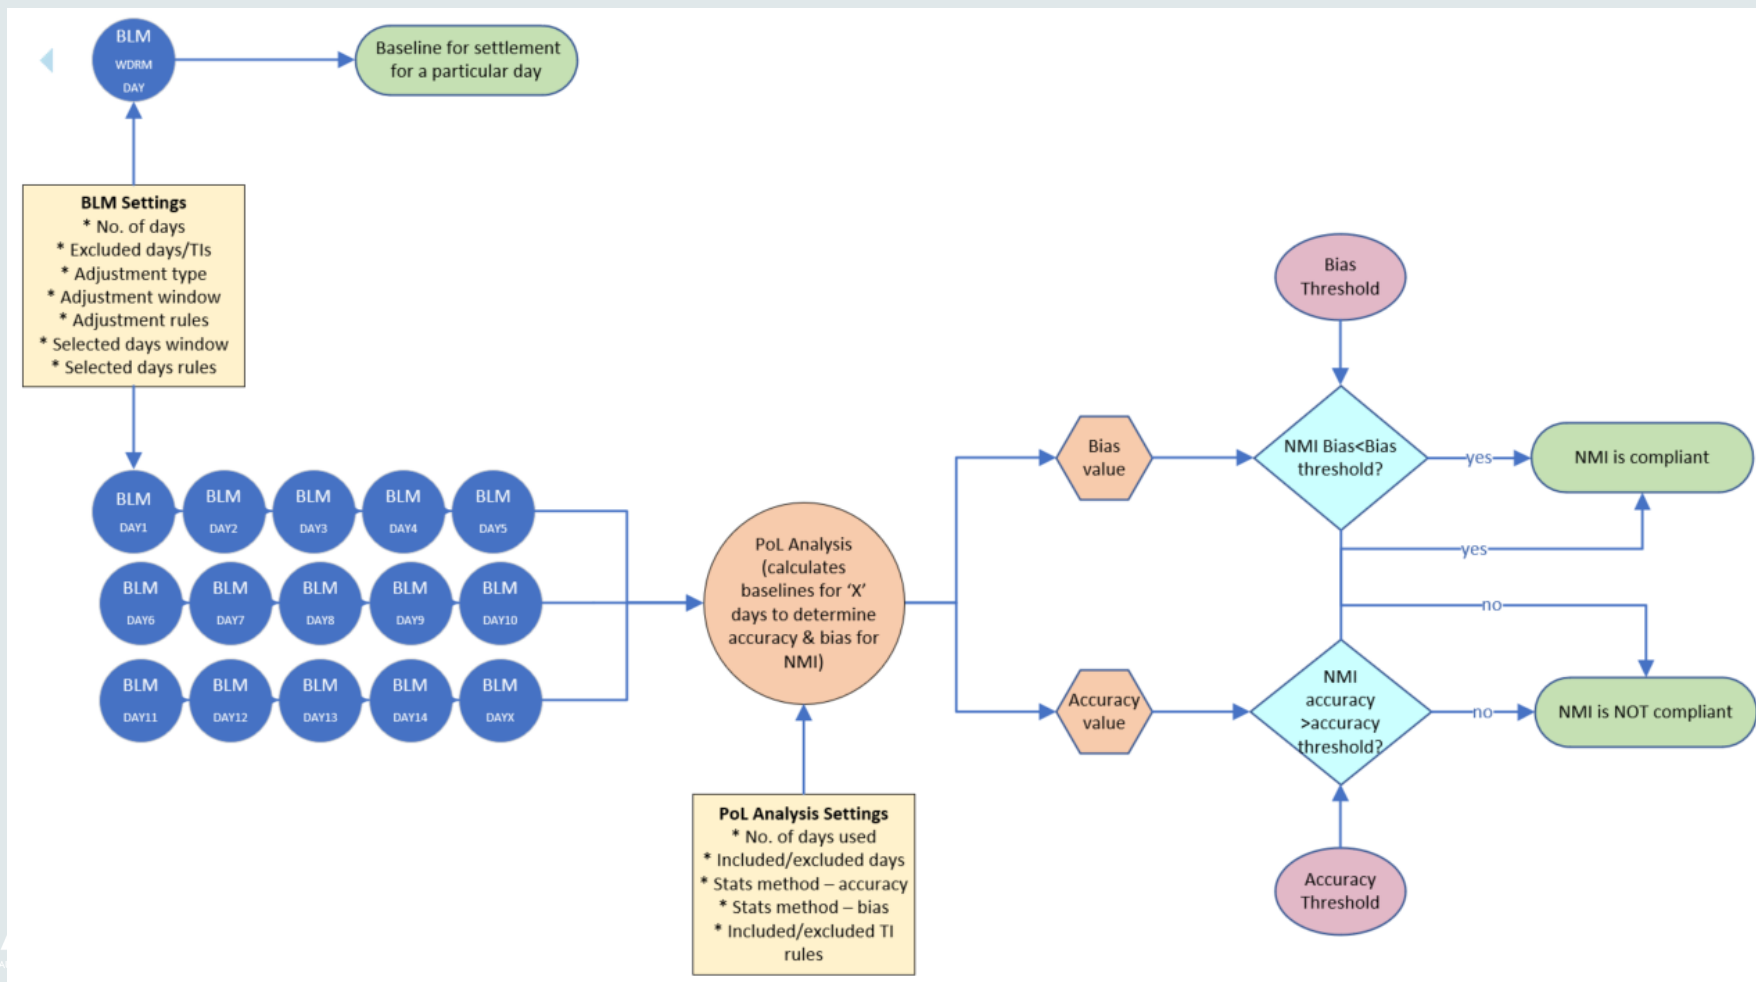 BLM
WDRM
DAY
Baseline for settlement
for a particular day
BLM Settings
* No. of days
* Excluded days/TIs
* Adjustment type
* Adjustment window
* Adjustment rules
* Selected days window
* Selected days rules
BLM
DAY1
BLM
DAY2
BLM
DAY3
BLM
DAY4
BLM
DAY5
BLM
DAY6
BLM
DAY7
BLM
DAY8
BLM
DAY9
BLM
DAY10
BLM
DAY11
BLM
DAY12
BLM
DAY13
BLM
DAY14
BLM
DAYX
PoL Analysis
(calculates
baselines for ‘X’
days to determine
accuracy & bias for
NMI)
PoL Analysis Settings
* No. of days used
* Included/excluded days
* Stats method – accuracy
* Stats method – bias
* Included/excluded TI
rules
Bias
value
Accuracy
value
Bias
Threshold
NMI Bias<Bias
threshold?
yes
NMI is compliant
yes
no
NMI
accuracy
>accuracy
threshold?
no
NMI is NOT compliant
Accuracy
Threshold